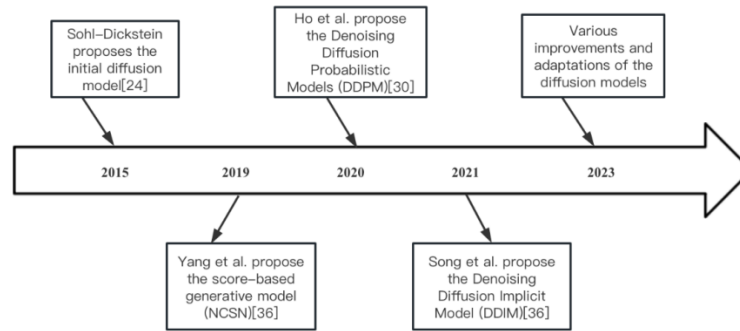 Sohl-Dickstein
proposes the
initial diffusion
model[24]
Ho et al. propose
the Denoising
Diffusion
Probabilistic
Models (DDPM)[30]
Various
improvements and
adaptations of the
diffusion models
2015
2019
2020
2021
2023
Yang et al. propose
the score-based
generative model
(NCSN)[36]
Song et al. propose
the Denoising
Diffusion Implicit
Model (DDIM)[36]